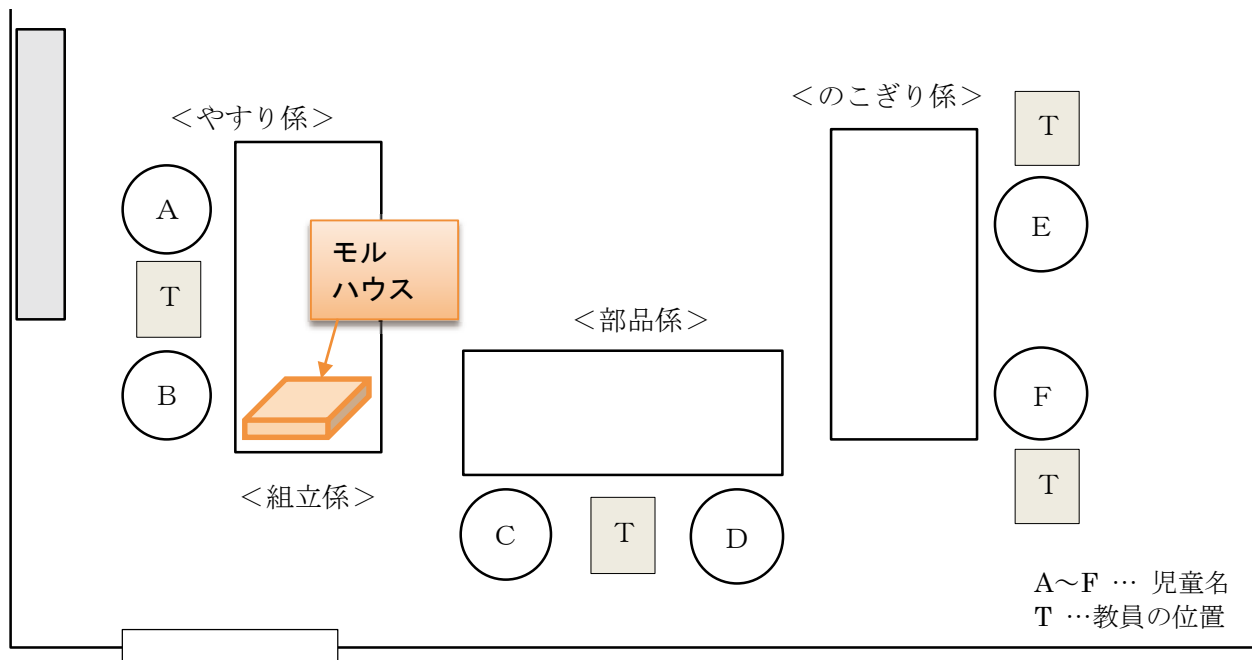 <やすり係>
A
T
B
モル
ハウス
<組立係>
<部品係>
C
T
D
<のこぎり係>
T
E
F
T
A～F … 児童名
T …教員の位置